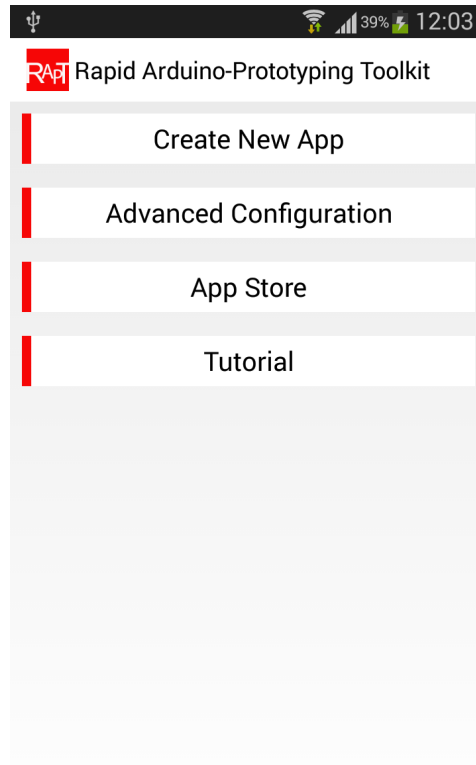 39% 12:03
RApT Rapid Arduino-Prototyping Toolkit
Create New App
Advanced Configuration
App Store
Tutorial